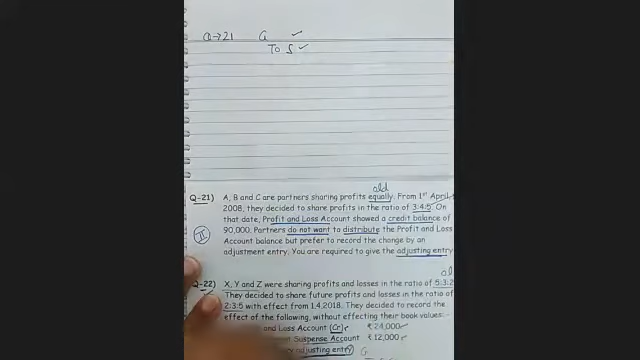 Q→21 G ✓
To S ✓
old
Q-21) A, B and C are partners sharing profits equally. From 1st April,
2008, they decided to share profits in the ratio of 3:4:5. On
that date, Profit and Loss Account showed a credit balance of
90,000. Partners do not want to distribute the Profit and Loss
II Account balance but prefer to record the change by an
adjustment entry. You are required to give the adjusting entry
Q-22) X, Y and Z were sharing profits and losses in the ratio of 5:3:2
They decided to share future profits and losses in the ratio of
2:3:5 with effect from 1.4.2018. They decided to record the
effect of the following, without effecting their book values:
and Loss Account (Cr) ₹ 24,000
Suspense Account ₹ 12,000
adjusting entry G